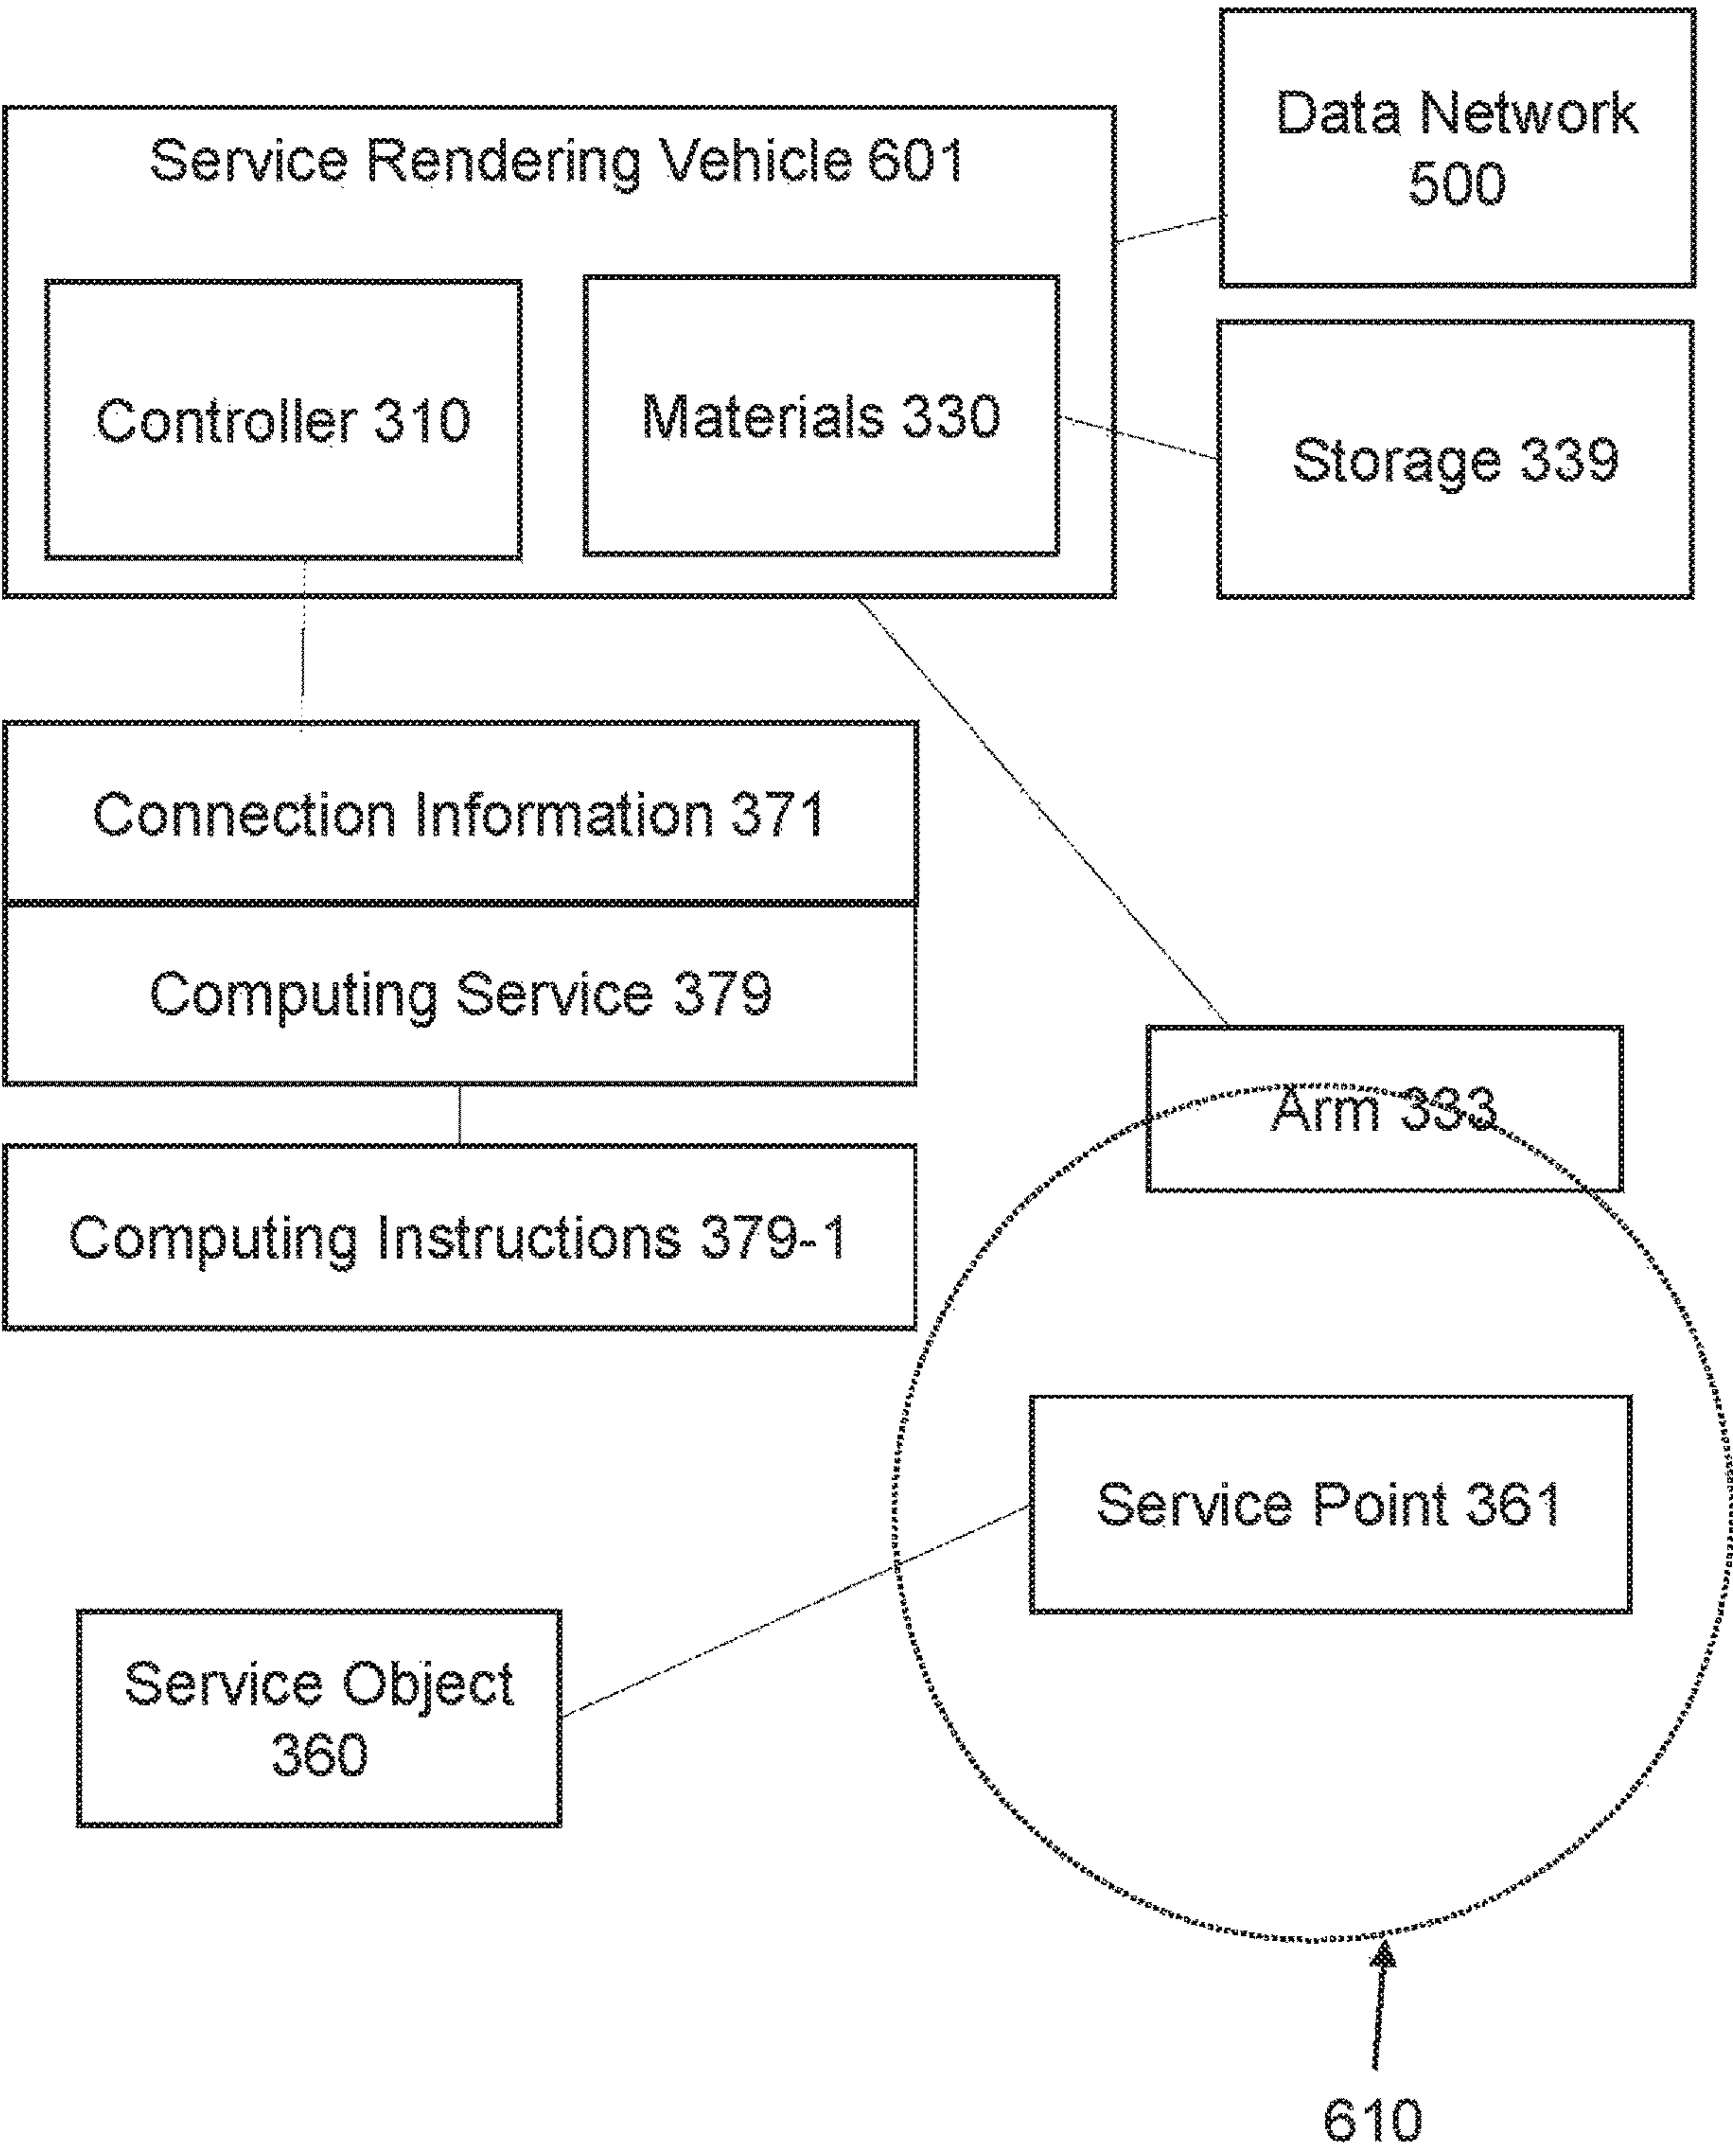 Data Network
500
Service Rendering Vehicle 601
Controller 310
Materials 330
Storage 339
Connection Information 371
Computing Service 379
Arm 333
Computing Instructions 379-1
Service Point 361
Service Object
360
610